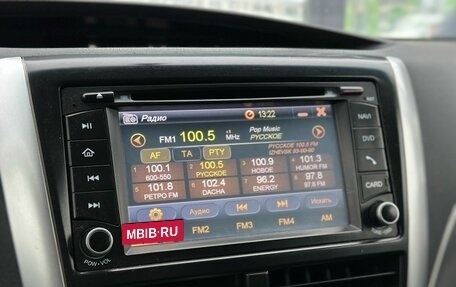 Радио
13:22
FM1 100.5 MHz
Pop Music
РУССКОЕ
РУССКОЕ 100.5 FM
IZHEVSK 93-90-90
AF TA PTY
1 100.1 600-550
2 100.5 РУССКОЕ
3 100.9 НОВОЕ
4 101.3 HUMOR FM
5 101.8 РЕТРО FM
6 102.4 DACHA
7 96.2 ENERGY
8 97.8 97.8 FM
Аудио
Искать
FM2 FM3 FM4 AM
NAVI
DVD
CARD
POW•VOL
MBIB·RU